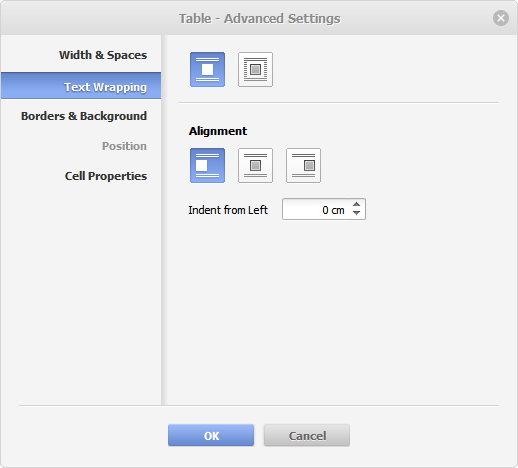 Table - Advanced Settings
Width & Spaces
Text Wrapping
Borders & Background
Position
Cell Properties
Alignment
Indent from Left 0 cm
OK Cancel